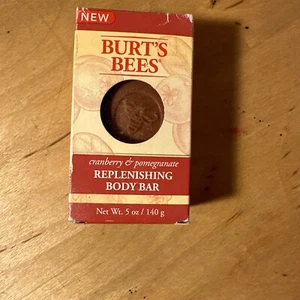 NEW
BURT'S
BEES®
cranberry & pomegranate
REPLENISHING
BODY BAR
Net Wt. 5 oz / 140 g